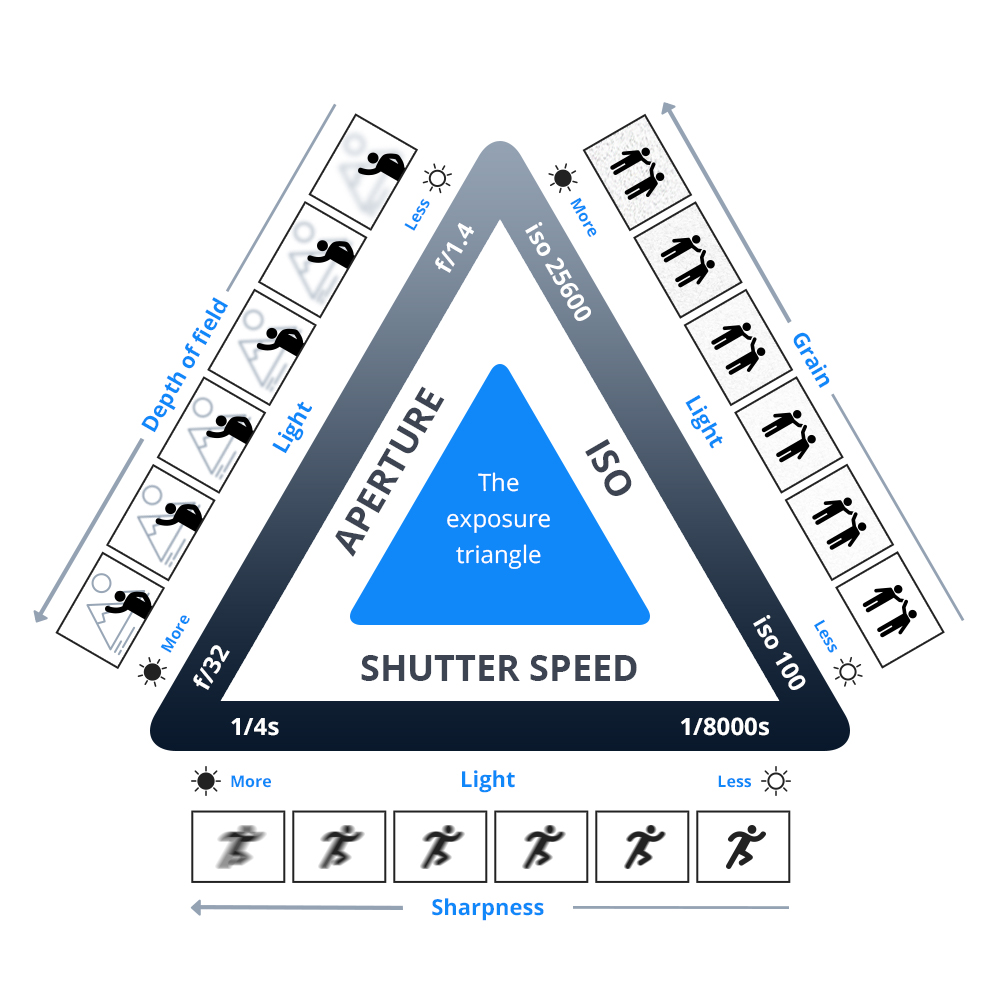 Less
More
f/1.4
iso 25600
Depth of field
Grain
Light
Light
APERTURE
ISO
The
exposure
triangle
More
Less
f/32
iso 100
SHUTTER SPEED
1/4s
1/8000s
More
Light
Less
Sharpness